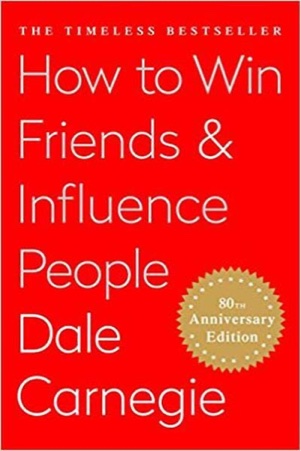 THE TIMELESS BESTSELLER
How to Win
Friends &
Influence
People
Dale
Carnegie
80TH
Anniversary
Edition